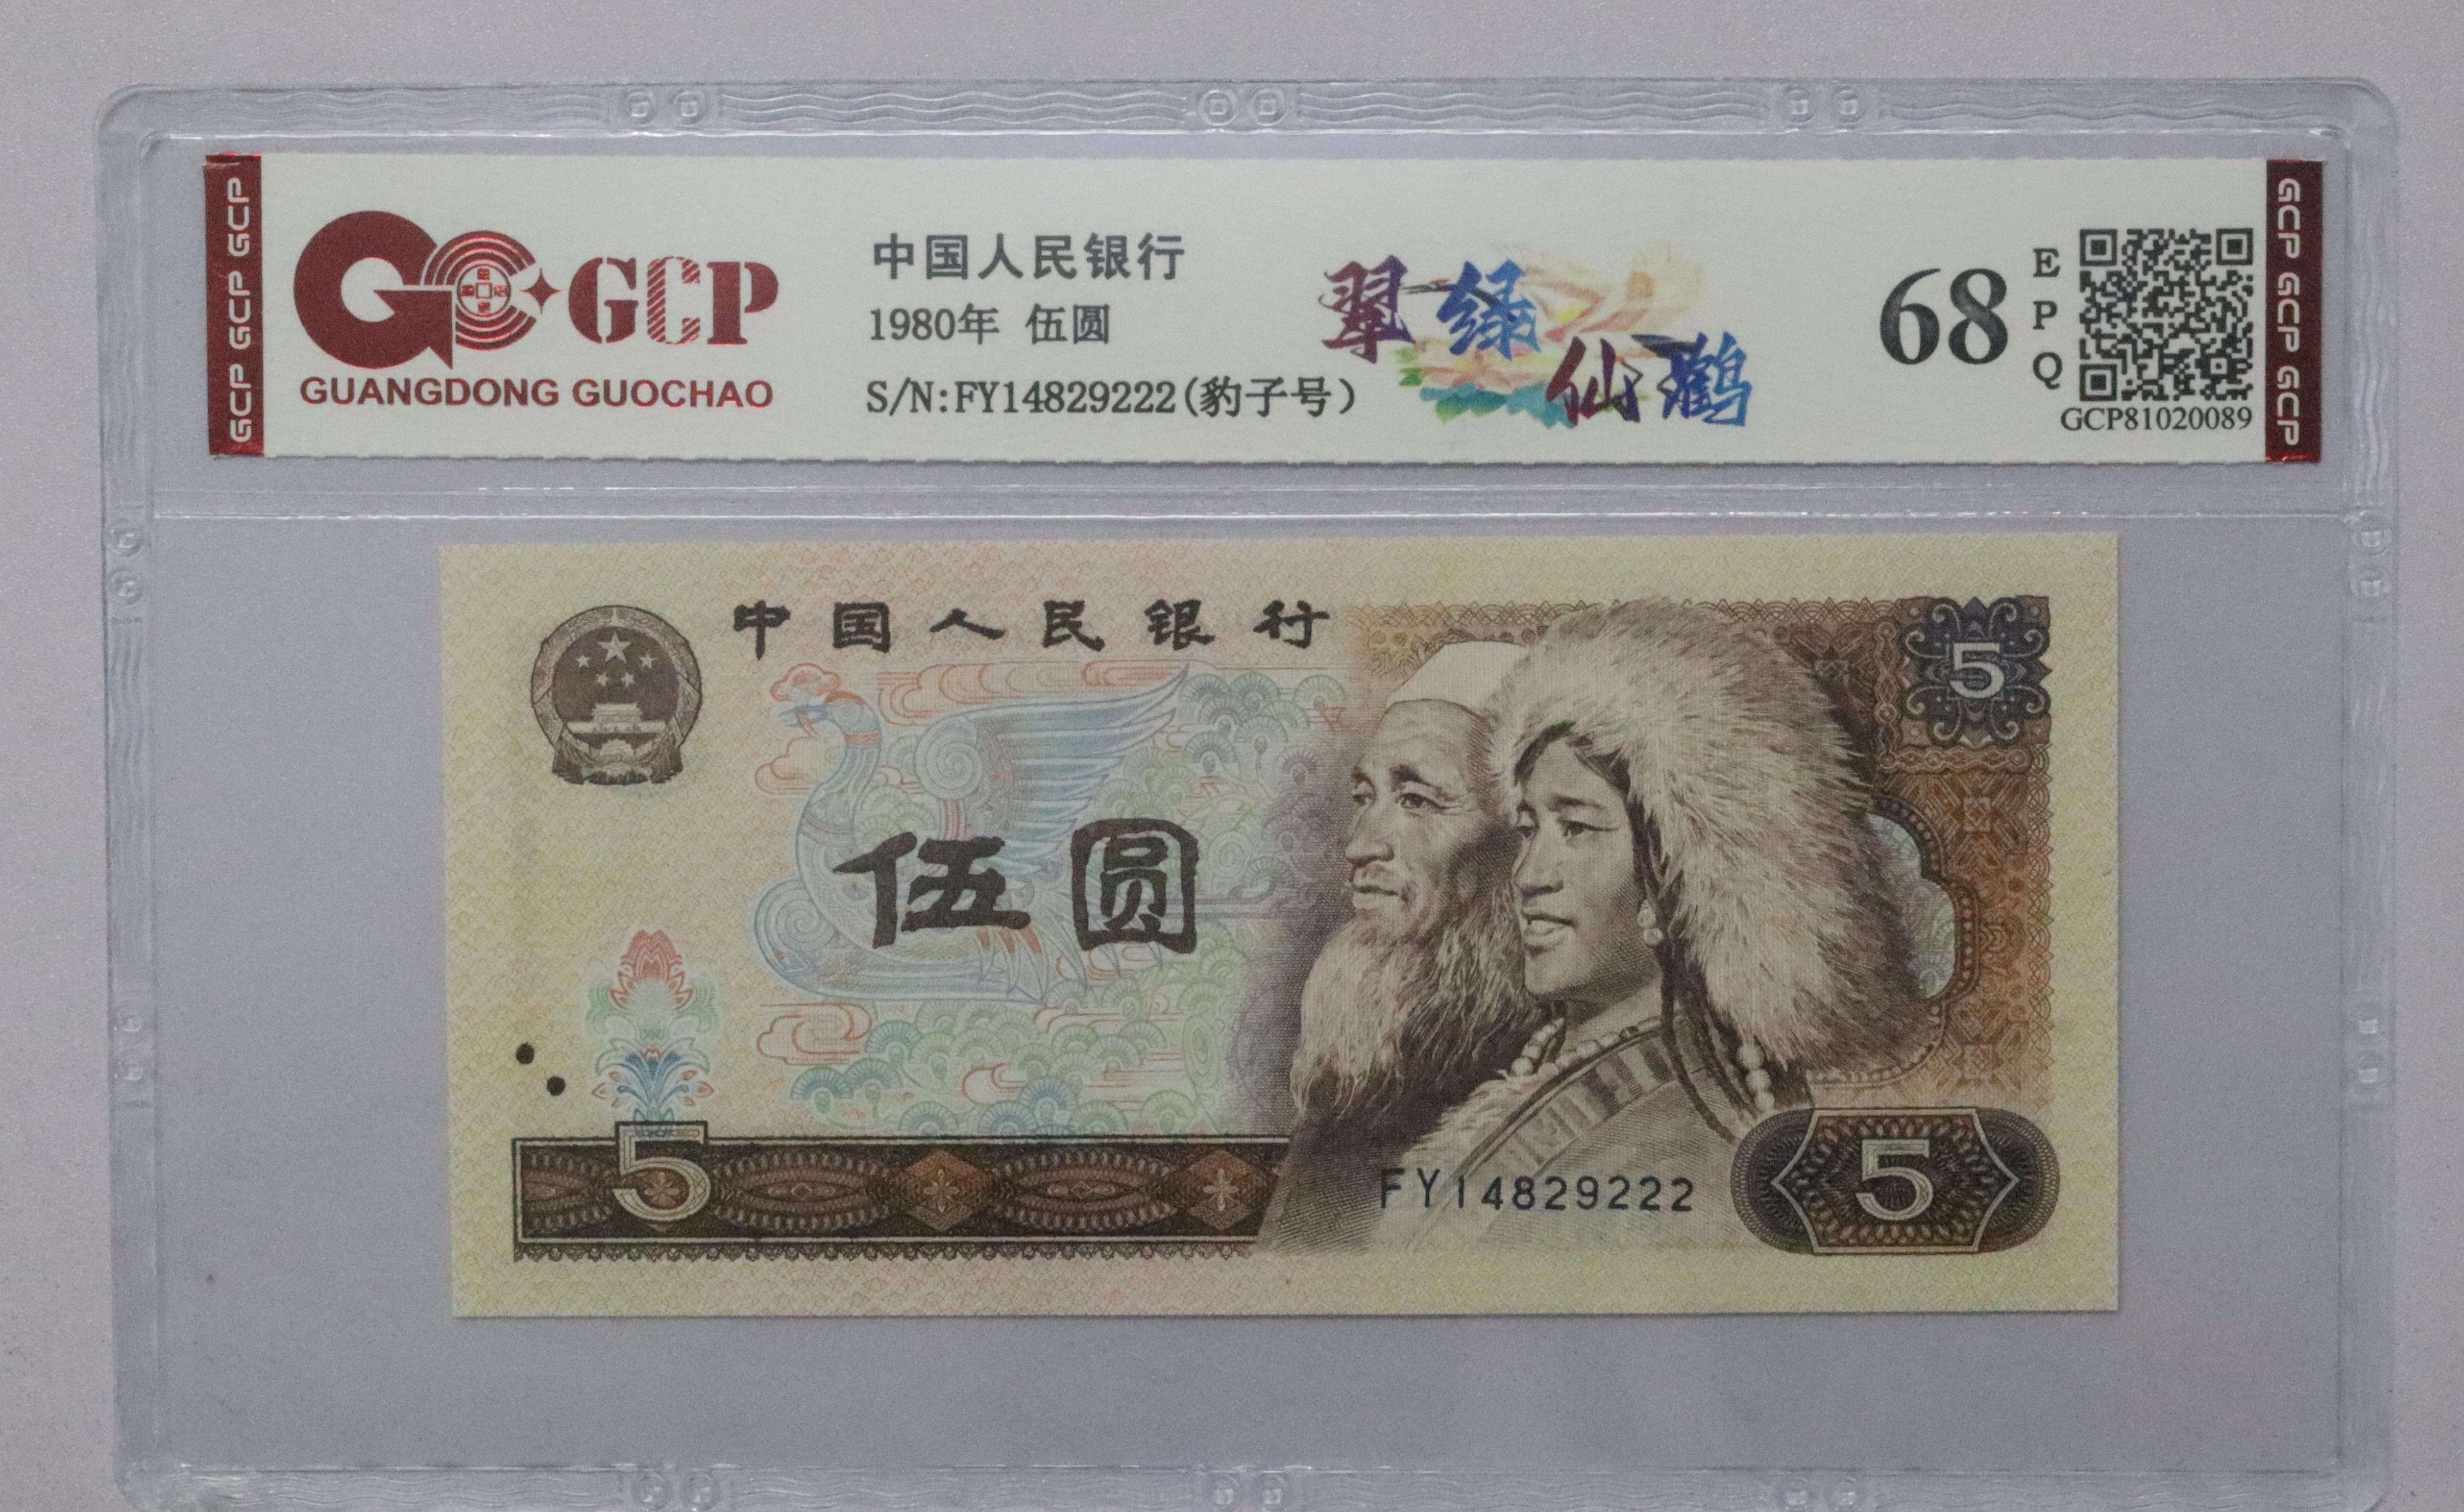 GCP GCP GCP
GCP
GUANGDONG GUOCHAO
中国人民银行
1980年 伍圆
S/N:FY14829222(豹子号)
翠绿
仙鹤
68
E
P
Q
GCP81020089
GCP GCP GCP
中国人民银行
5
伍圆
5
FY14829222
5